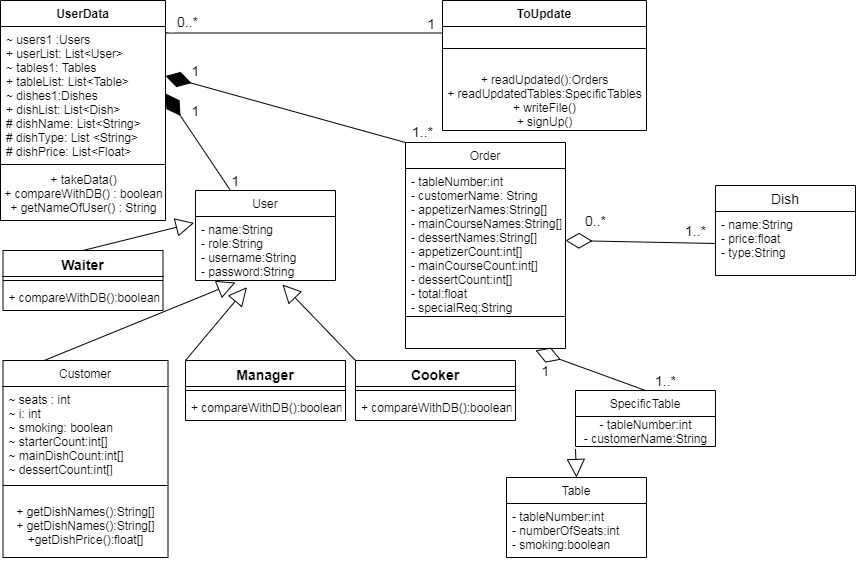 UserData
~ users1 :Users
+ userList: List<User>
~ tables1: Tables
+ tableList: List<Table>
~ dishes1:Dishes
+ dishList: List<Dish>
# dishName: List<String>
# dishType: List <String>
# dishPrice: List<Float>
+ takeData()
+ compareWithDB() : boolean
+ getNameOfUser() : String
0..*
1
ToUpdate
+ readUpdated():Orders
+ readUpdatedTables:SpecificTables
+ writeFile()
+ signUp()
1
1..*
1
1
Order
- tableNumber:int
- customerName: String
- appetizerNames:String[]
- mainCourseNames:String[]
- dessertNames:String[]
- appetizerCount:int[]
- mainCourseCount:int[]
- dessertCount:int[]
- total:float
- specialReq:String
0..*
1..*
Dish
- name:String
- price:float
- type:String
User
- name:String
- role:String
- username:String
- password:String
Waiter
+ compareWithDB():boolean
Customer
~ seats : int
~ i: int
~ smoking: boolean
~ starterCount:int[]
~ mainDishCount:int[]
~ dessertCount:int[]
+ getDishNames():String[]
+ getDishNames():String[]
+getDishPrice():float[]
Manager
+ compareWithDB():boolean
Cooker
+ compareWithDB():boolean
1
1..*
SpecificTable
- tableNumber:int
- customerName:String
Table
- tableNumber:int
- numberOfSeats:int
- smoking:boolean